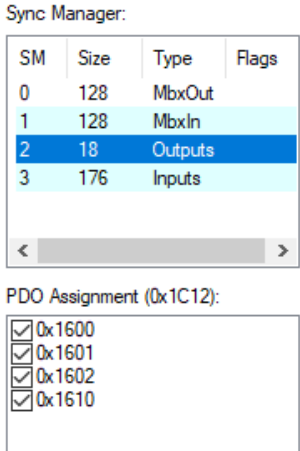 Sync Manager:
SM Size Type Flags
0 128 MbxOut
1 128 MbxIn
2 18 Outputs
3 176 Inputs
PDO Assignment (0x1C12):
0x1600
0x1601
0x1602
0x1610